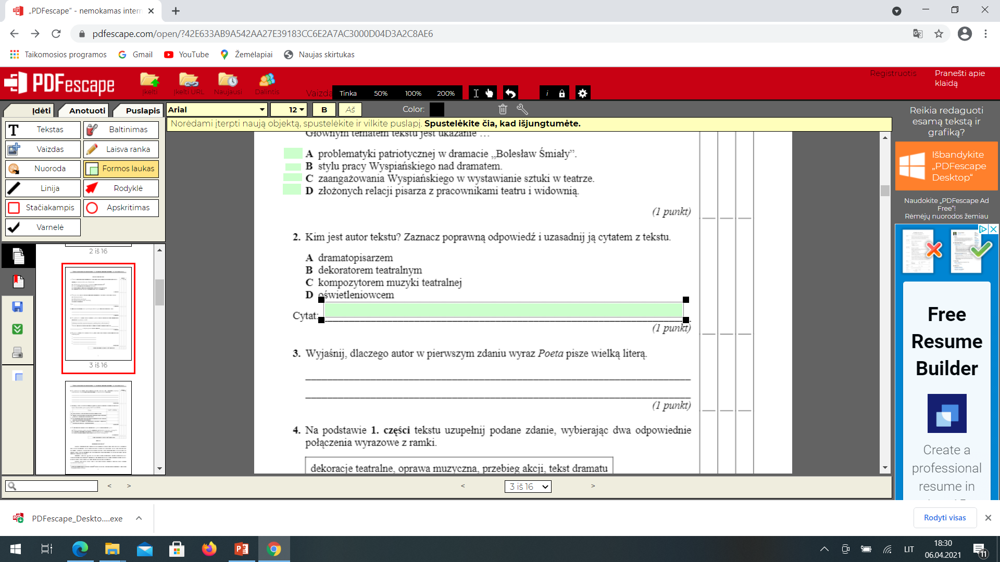 „PDFescape“ - nemokamas intern
pdfescape.com/open/?42E633AB9A542AA27E39183CC6E2A7AC3000D04D3A2C8AE6
Taikomosios programos Gmail YouTube Žemėlapiai Naujas skirtukas
PDFescape
Įkelti Įkelti URL Naujausi Dalintis Vaizda
Tinka 50% 100% 200%
Registruotis
Pranešti apie
klaidą
Įdėti Anotuoti Puslapis
Arial 12 B Aš Color:
Norėdami įterpti naują objektą, spustelėkite ir vilkite puslapį. Spustelėkite čia, kad išjungtumėte.
Tekstas Baltinimas
Vaizdas Laisva ranka
Nuoroda Formos laukas
Linija Rodyklė
Stačiakampis Apskritimas
Varnelė
2 iš 16
3 iš 16
Głównym tematem tekstu jest ukazanie …
A problematyki patriotycznej w dramacie „Bolesław Śmiały”.
B stylu pracy Wyspiańskiego nad dramatem.
C zaangażowania Wyspiańskiego w wystawianie sztuki w teatrze.
D złożonych relacji pisarza z pracownikami teatru i widownią.
(1 punkt)
2. Kim jest autor tekstu? Zaznacz poprawną odpowiedź i uzasadnij ją cytatem z tekstu.
A dramatopisarzem
B dekoratorem teatralnym
C kompozytorem muzyki teatralnej
D oświetleniowcem
Cytat:
(1 punkt)
3. Wyjaśnij, dlaczego autor w pierwszym zdaniu wyraz Poeta pisze wielką literą.
(1 punkt)
4. Na podstawie 1. części tekstu uzupełnij podane zdanie, wybierając dwa odpowiednie
połączenia wyrazowe z ramki.
dekoracje teatralne, oprawa muzyczna, przebieg akcji, tekst dramatu
< >
< 3 iš 16 >
Reikia redaguoti
esamą tekstą ir
grafiką?
Išbandykite
„PDFescape
Desktop“
Naudokite „PDFescape Ad
Free“!
Rėmėjų nuorodos žemiau
Free
Resume
Builder
Create a
professional
resume in
PDFescape_Deskto....exe
Rodyti visas
LIT
18:30
06.04.2021
11